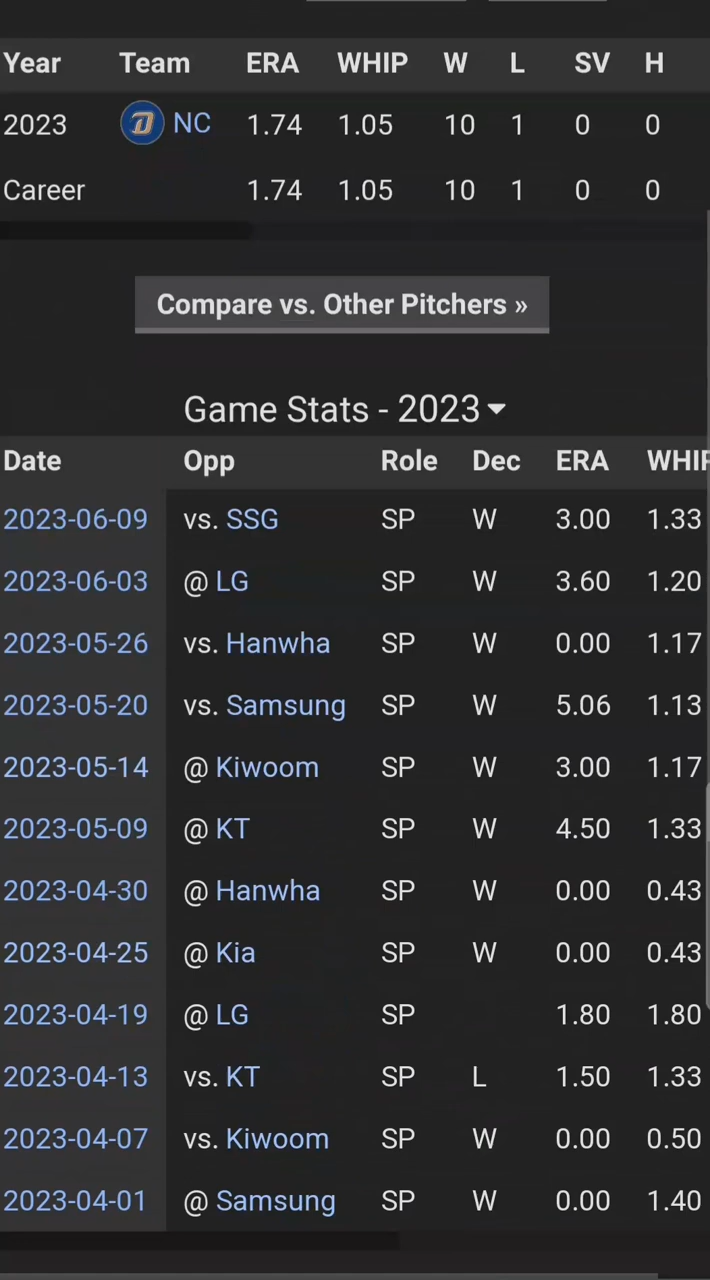 Year Team ERA WHIP W L SV H
2023 D NC 1.74 1.05 10 1 0 0
Career 1.74 1.05 10 1 0 0
Compare vs. Other Pitchers »
Game Stats - 2023
Date Opp Role Dec ERA WHIP
2023-06-09 vs. SSG SP W 3.00 1.33
2023-06-03 @ LG SP W 3.60 1.20
2023-05-26 vs. Hanwha SP W 0.00 1.17
2023-05-20 vs. Samsung SP W 5.06 1.13
2023-05-14 @ Kiwoom SP W 3.00 1.17
2023-05-09 @ KT SP W 4.50 1.33
2023-04-30 @ Hanwha SP W 0.00 0.43
2023-04-25 @ Kia SP W 0.00 0.43
2023-04-19 @ LG SP 1.80 1.80
2023-04-13 vs. KT SP L 1.50 1.33
2023-04-07 vs. Kiwoom SP W 0.00 0.50
2023-04-01 @ Samsung SP W 0.00 1.40